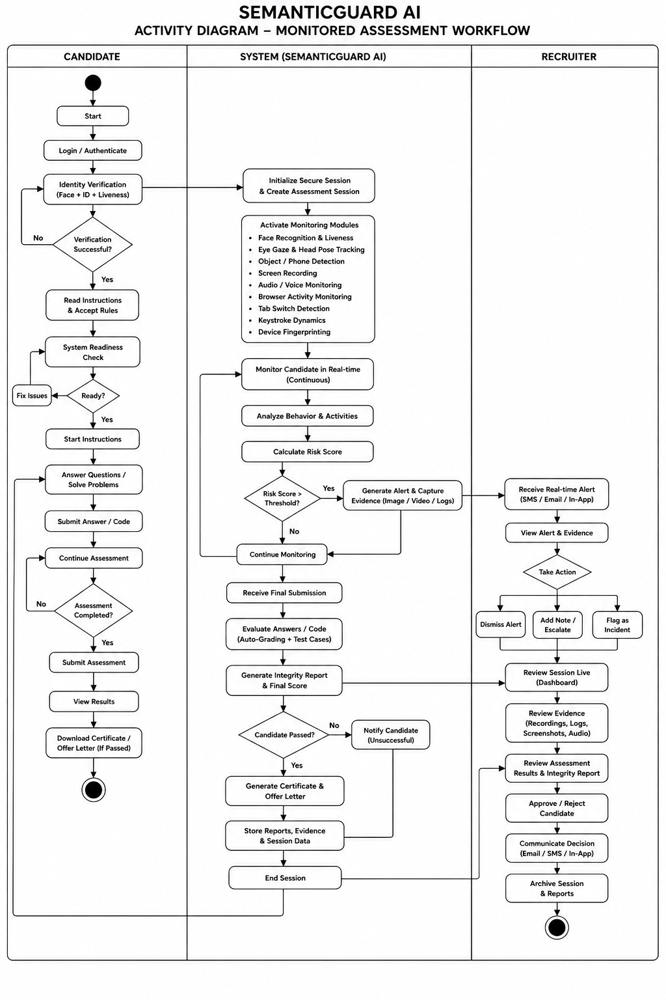 SEMANTICGUARD AI
ACTIVITY DIAGRAM – MONITORED ASSESSMENT WORKFLOW
CANDIDATE
Start
Login / Authenticate
Identity Verification
(Face + ID + Liveness)
Verification
Successful?
No
Yes
Read Instructions
& Accept Rules
System Readiness
Check
Fix Issues
Ready?
Yes
Start Instructions
Answer Questions /
Solve Problems
Submit Answer / Code
Continue Assessment
Assessment
Completed?
No
Yes
Submit Assessment
View Results
Download Certificate /
Offer Letter (If Passed)
SYSTEM (SEMANTICGUARD AI)
Initialize Secure Session
& Create Assessment Session
Activate Monitoring Modules
• Face Recognition & Liveness
• Eye Gaze & Head Pose Tracking
• Object / Phone Detection
• Screen Recording
• Audio / Voice Monitoring
• Browser Activity Monitoring
• Tab Switch Detection
• Keystroke Dynamics
• Device Fingerprinting
Monitor Candidate in Real-time
(Continuous)
Analyze Behavior & Activities
Calculate Risk Score
Risk Score >
Threshold?
Yes
Generate Alert & Capture
Evidence (Image / Video / Logs)
No
Continue Monitoring
Receive Final Submission
Evaluate Answers / Code
(Auto-Grading + Test Cases)
Generate Integrity Report
& Final Score
Candidate Passed?
No
Notify Candidate
(Unsuccessful)
Yes
Generate Certificate &
Offer Letter
Store Reports, Evidence
& Session Data
End Session
RECRUITER
Receive Real-time Alert
(SMS / Email / In-App)
View Alert & Evidence
Take Action
Dismiss Alert
Add Note /
Escalate
Flag as
Incident
Review Session Live
(Dashboard)
Review Evidence
(Recordings, Logs,
Screenshots, Audio)
Review Assessment
Results & Integrity Report
Approve / Reject
Candidate
Communicate Decision
(Email / SMS / In-App)
Archive Session
& Reports